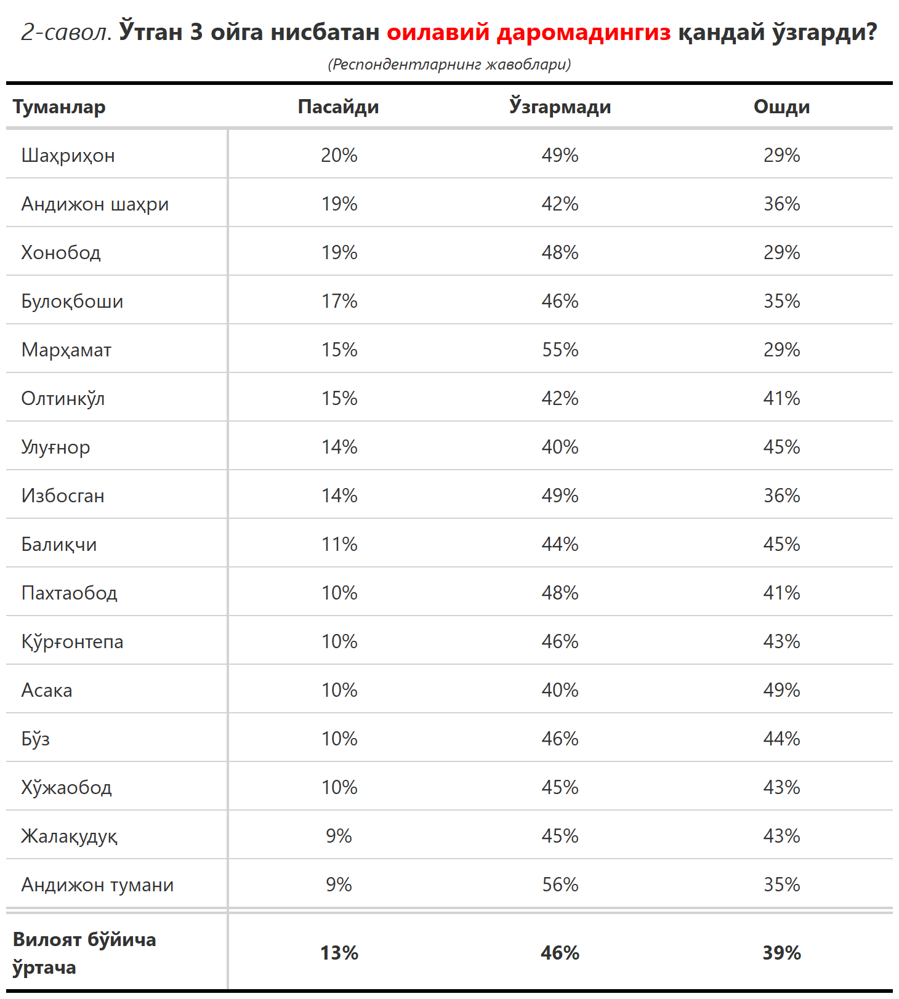 2-савол. Ўтган 3 ойга нисбатан оилавий даромадингиз қандай ўзгарди?
(Респондентларнинг жавоблари)
Туманлар Пасайди Ўзгармади Ошди
Шаҳриҳон 20% 49% 29%
Андижон шаҳри 19% 42% 36%
Хонобод 19% 48% 29%
Булоқбоши 17% 46% 35%
Марҳамат 15% 55% 29%
Олтинкўл 15% 42% 41%
Улуғнор 14% 40% 45%
Избосган 14% 49% 36%
Балиқчи 11% 44% 45%
Пахтаобод 10% 48% 41%
Қўрғонтепа 10% 46% 43%
Асака 10% 40% 49%
Бўз 10% 46% 44%
Хўжаобод 10% 45% 43%
Жалақудуқ 9% 45% 43%
Андижон тумани 9% 56% 35%
Вилоят бўйича
ўртача 13% 46% 39%